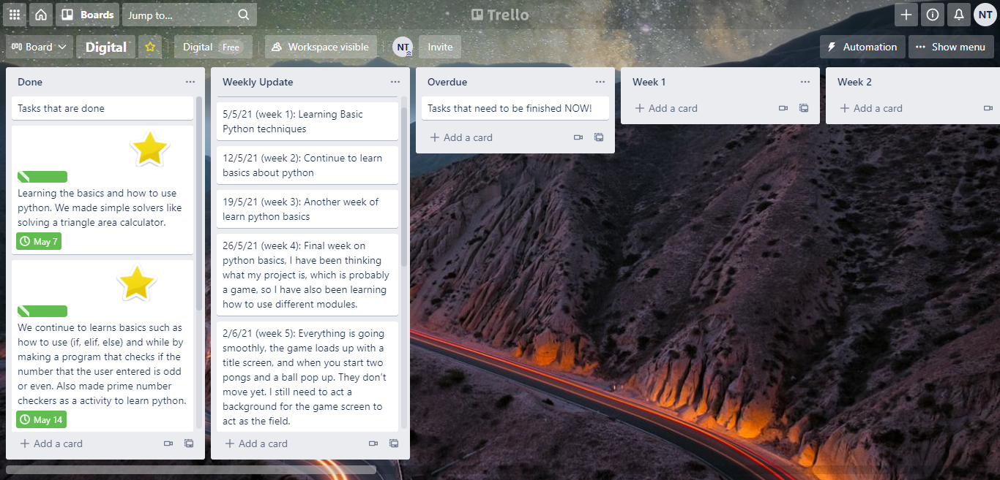 Boards
Jump to...
Trello
NT
Board
Digital
Digital Free
Workspace visible
NT
Invite
Automation
Show menu
Done
Tasks that are done
Learning the basics and how to use
python. We made simple solvers like
solving a triangle area calculator.
May 7
We continue to learns basics such as
how to use (if, elif, else) and while by
making a program that checks if the
number that the user entered is odd
or even. Also made prime number
checkers as a activity to learn python.
May 14
+ Add a card
Weekly Update
5/5/21 (week 1): Learning Basic
Python techniques
12/5/21 (week 2): Continue to learn
basics about python
19/5/21 (week 3): Another week of
learn python basics
26/5/21 (week 4): Final week on
python basics, I have been thinking
what my project is, which is probably
a game, so I have also been learning
how to use different modules.
2/6/21 (week 5): Everything is going
smoothly, the game loads up with a
title screen, and when you start two
pongs and a ball pop up. They don't
move yet. I still need to act a
background for the game screen to
act as the field.
+ Add a card
Overdue
Tasks that need to be finished NOW!
+ Add a card
Week 1
+ Add a card
Week 2
+ Add a card